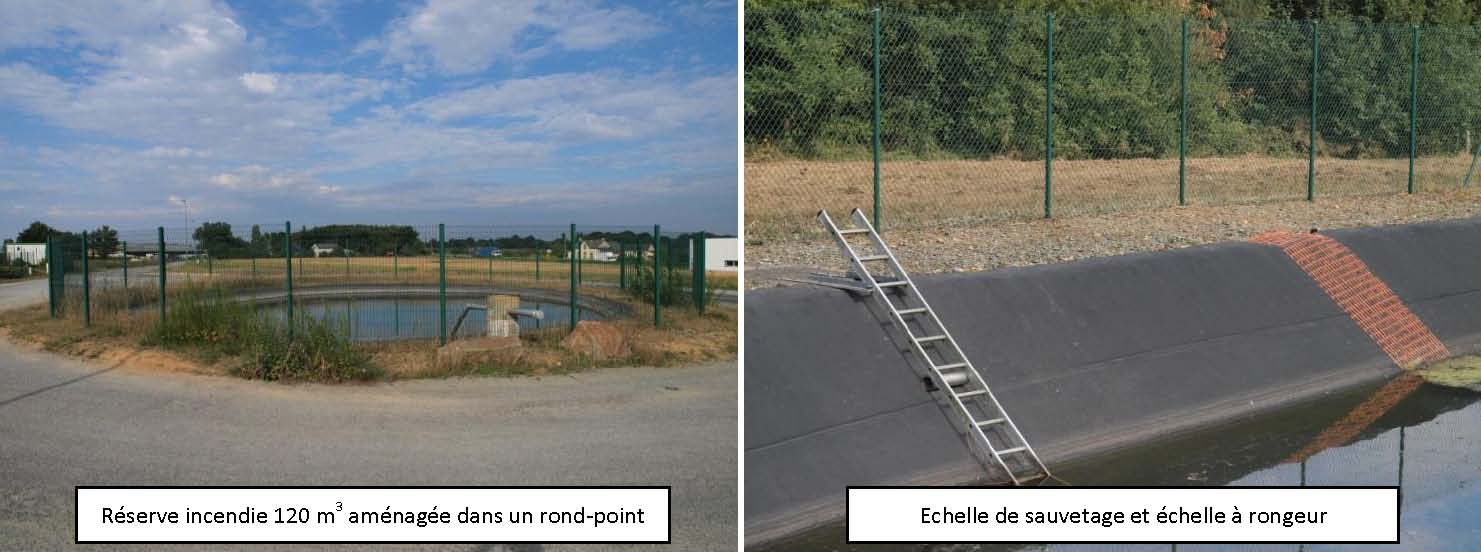 Réserve incendie 120 m³ aménagée dans un rond-point
Echelle de sauvetage et échelle à rongeur